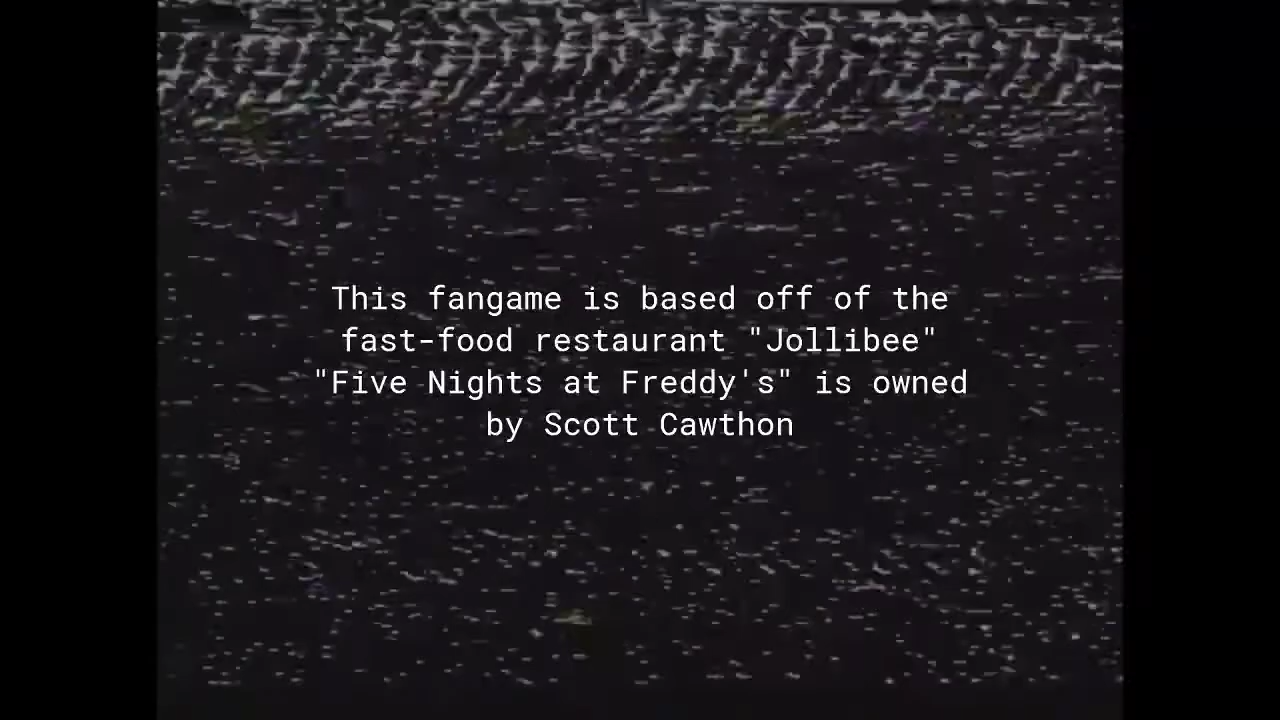 This fangame is based off of the
fast-food restaurant "Jollibee"
"Five Nights at Freddy's" is owned
by Scott Cawthon